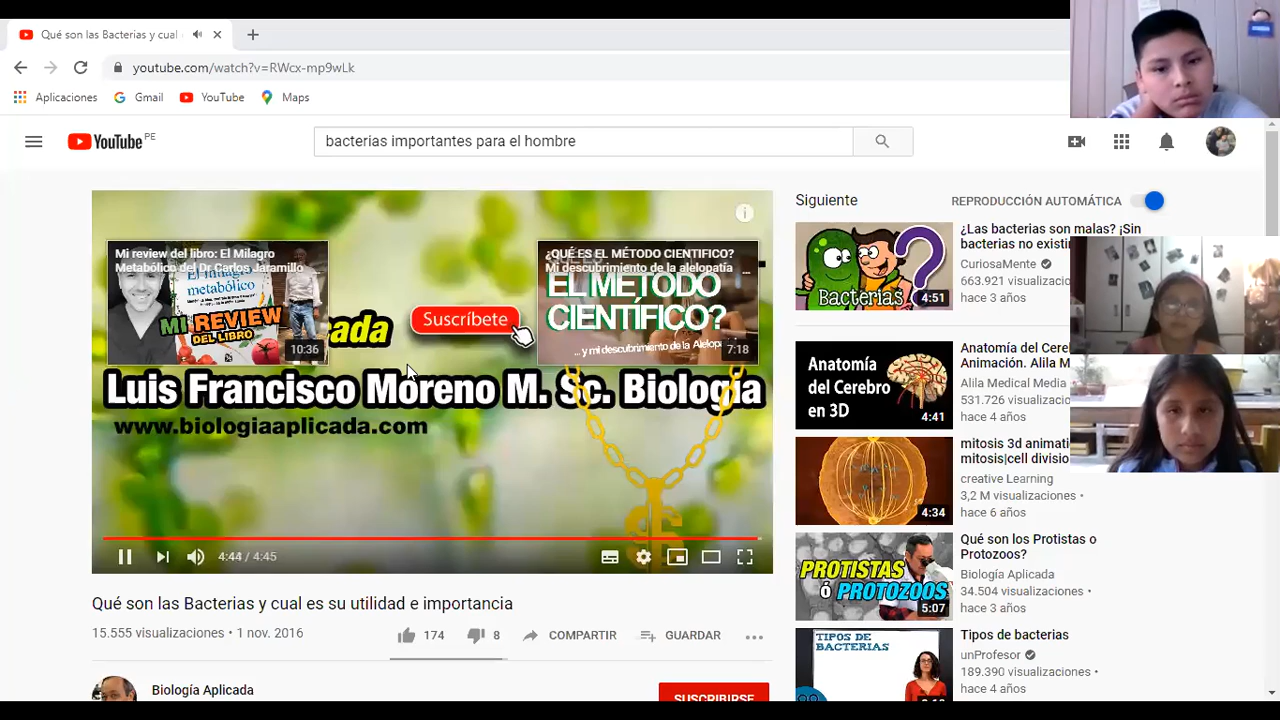 Qué son las Bacterias y cual
youtube.com/watch?v=RWcx-mp9wLk
Aplicaciones
Gmail
YouTube
Maps
YouTube PE
bacterias importantes para el hombre
Mi review del libro: El Milagro
Metabólico del Dr Carlos Jaramillo
metabólico
MI REVIEW
DEL LIBRO
10:36
cada
Suscríbete
¿QUÉ ES EL MÉTODO CIENTIFICO?
Mi descubrimiento de la alelopatía ...
EL MÉTODO
CIENTÍFICO?
...y mi descubrimiento de la Alelop
7:18
Luis Francisco Moreno M. Sc. Biología
www.biologiaaplicada.com
4:44 / 4:45
Qué son las Bacterias y cual es su utilidad e importancia
15.555 visualizaciones • 1 nov. 2016
174
8
COMPARTIR
GUARDAR
Biología Aplicada
SUSCRIBIRSE
Siguiente
REPRODUCCIÓN AUTOMÁTICA
Bacterias
4:51
¿Las bacterias son malas? ¡Sin
bacterias no existir
CuriosaMente
663.921 visualizacio
hace 3 años
Anatomía
del Cerebro
en 3D
4:41
Anatomía del Cere
Animación. Alila M
Alila Medical Media
531.726 visualizacio
hace 4 años
4:34
mitosis 3d animati
mitosis|cell divisio
creative Learning
3,2 M visualizaciones •
hace 6 años
PROTISTAS
ó PROTOZOOS
5:07
Qué son los Protistas o
Protozoos?
Biología Aplicada
34.504 visualizaciones •
hace 3 años
TIPOS DE
BACTERIAS
Tipos de bacterias
unProfesor
189.390 visualizaciones •
hace 4 años